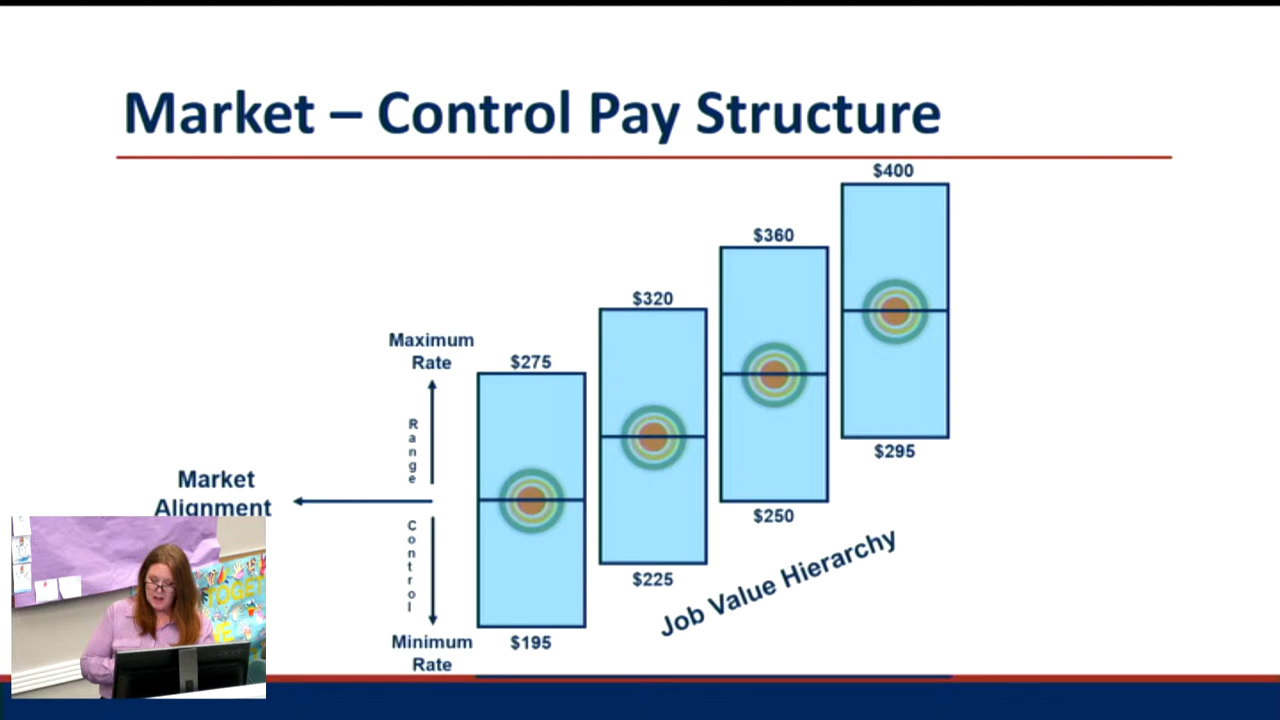 Market – Control Pay Structure
$400
$360
$320
Maximum
Rate
$275
Range
Market
Alignment
Control
$295
$250
$225
Job Value Hierarchy
Minimum
Rate
$195
TOGET